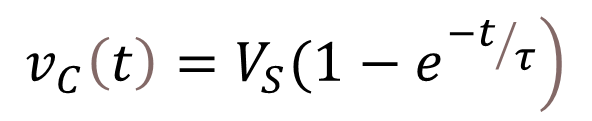 v_C(t) = V_S(1 − e^{−t/τ})